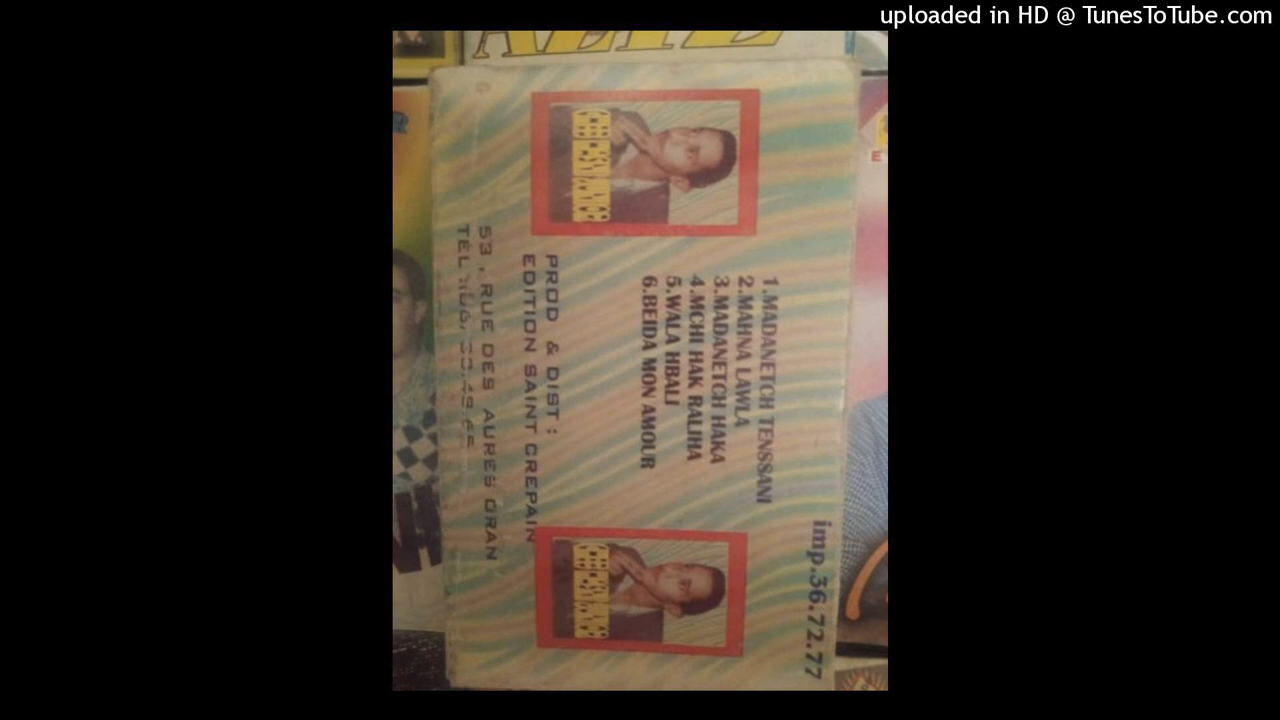 uploaded in HD @ TunesToTube.com
1.MADANETCH TENSSANI
2.MAHNA LAWLA
3.MADANETCH HAKA
4.MCHI HAK RALIHA
5.WALA HBALI
6.BEIDA MON AMOUR
imp.36.72.77
PROD & DIST :
EDITION SAINT CREPAIN
53 , RUE DES AURES ORAN
TEL